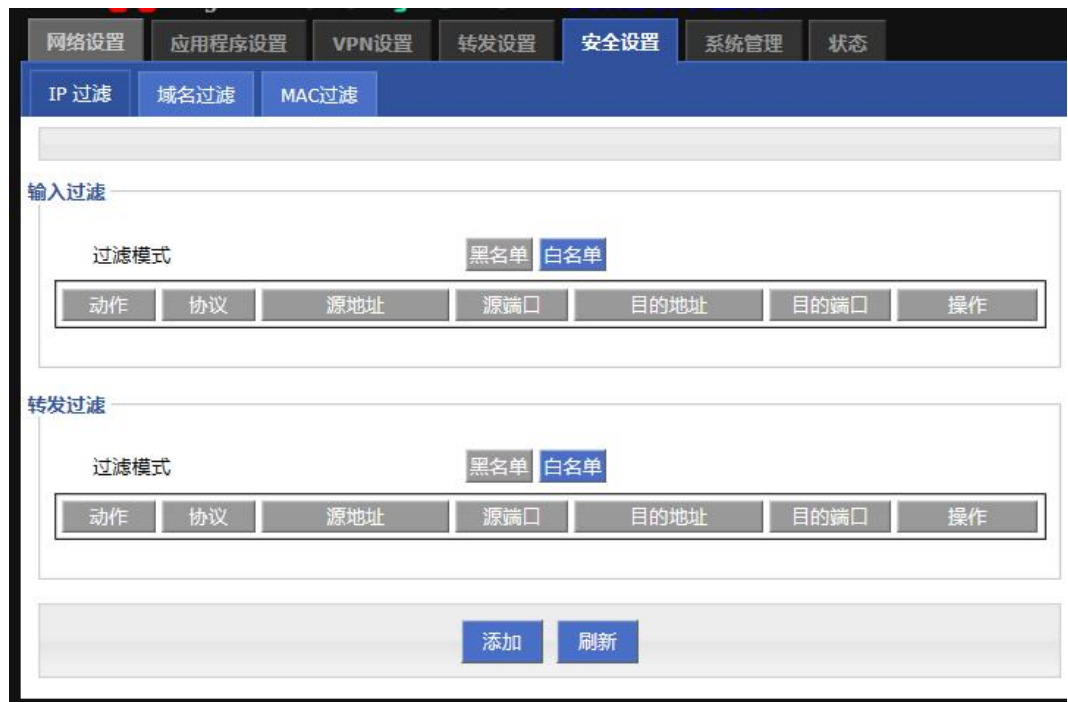 网络设置 应用程序设置 VPN设置 转发设置 安全设置 系统管理 状态
IP 过滤 域名过滤 MAC过滤
输入过滤
过滤模式 黑名单 白名单
动作 协议 源地址 源端口 目的地址 目的端口 操作
转发过滤
过滤模式 黑名单 白名单
动作 协议 源地址 源端口 目的地址 目的端口 操作
添加 刷新